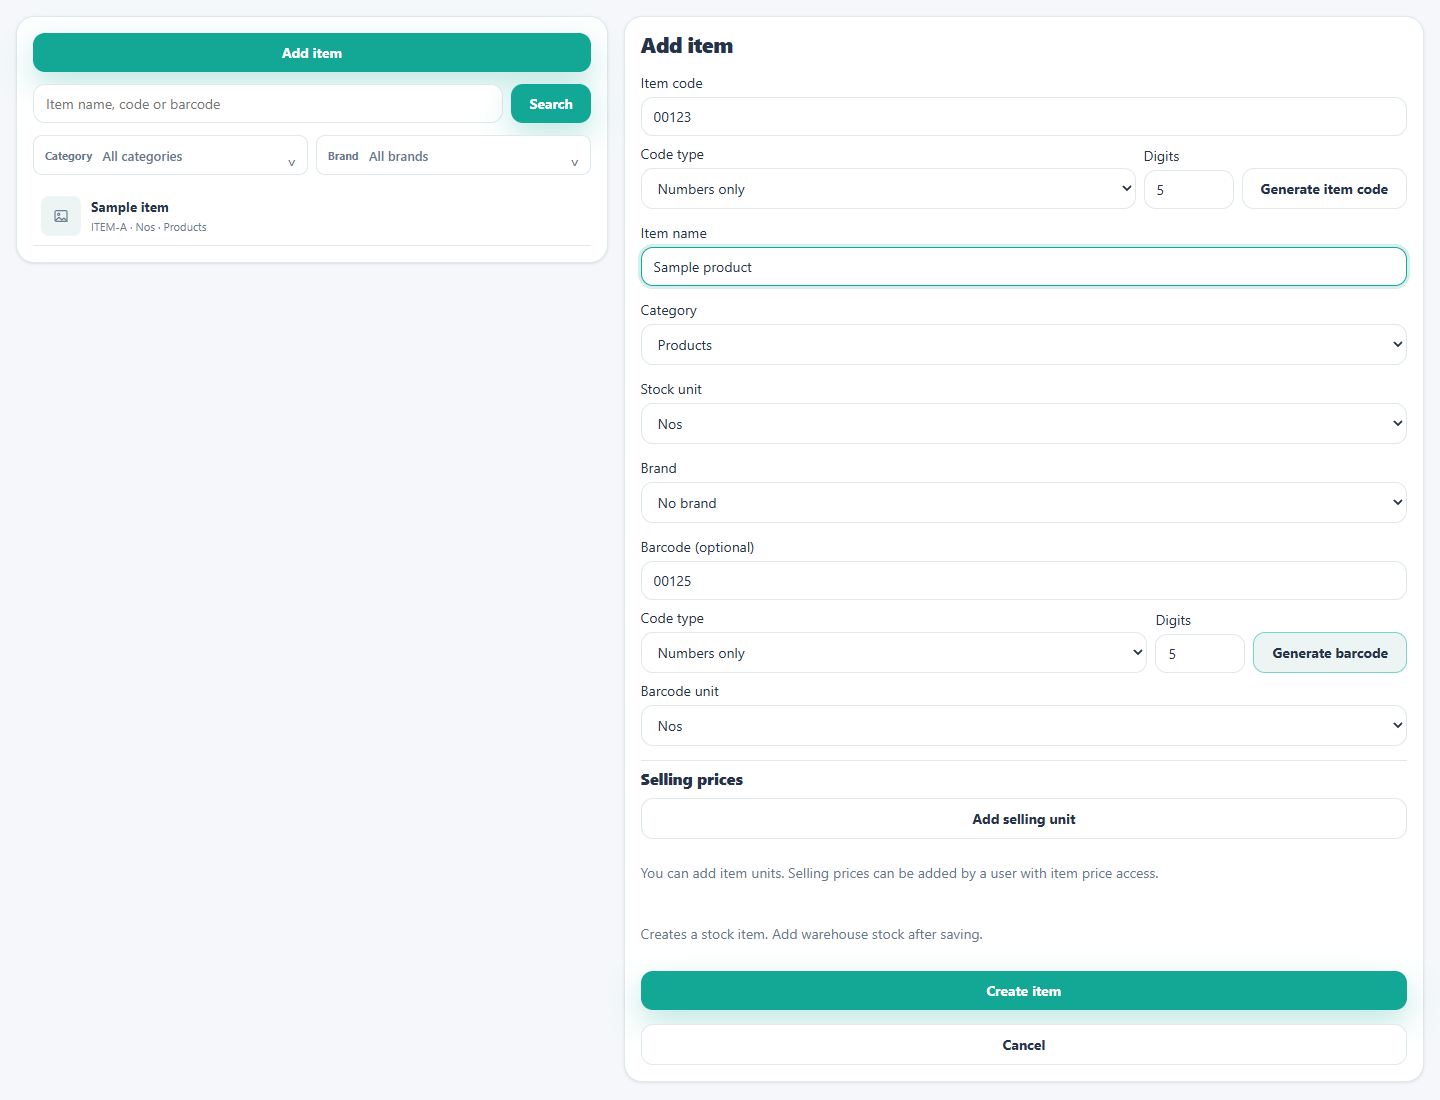 Add item
Item name, code or barcode
Search
Category All categories
Brand All brands
Sample item
ITEM-A · Nos · Products
Add item
Item code
00123
Code type
Digits
Numbers only
5
Generate item code
Item name
Sample product
Category
Products
Stock unit
Nos
Brand
No brand
Barcode (optional)
00125
Code type
Digits
Numbers only
5
Generate barcode
Barcode unit
Nos
Selling prices
Add selling unit
You can add item units. Selling prices can be added by a user with item price access.
Creates a stock item. Add warehouse stock after saving.
Create item
Cancel